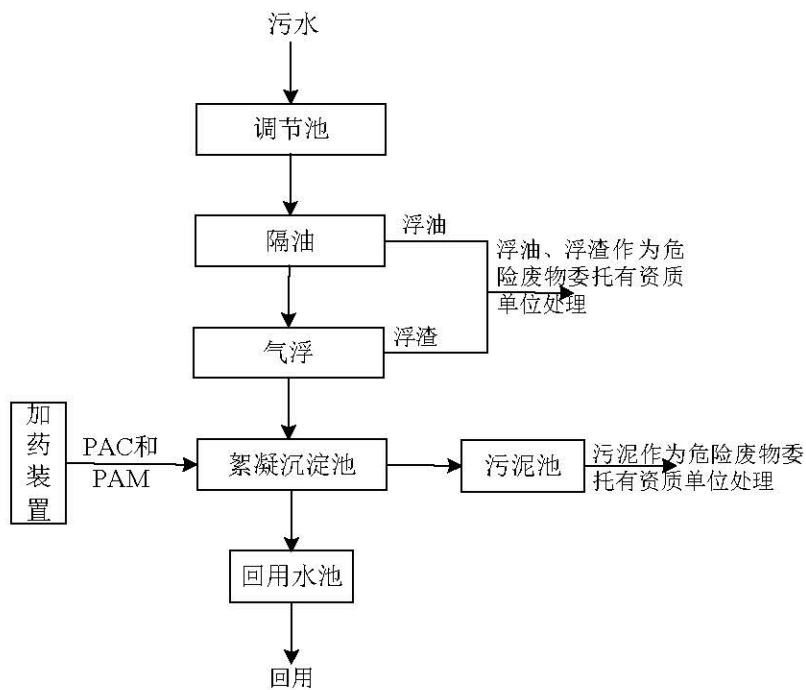 污水
调节池
隔油
浮油
浮油、浮渣作为危
险废物委托有资质
单位处理
气浮
浮渣
加
药
装
置
PAC和
PAM
絮凝沉淀池
污泥池
污泥作为危险废物委
托有资质单位处理
回用水池
回用